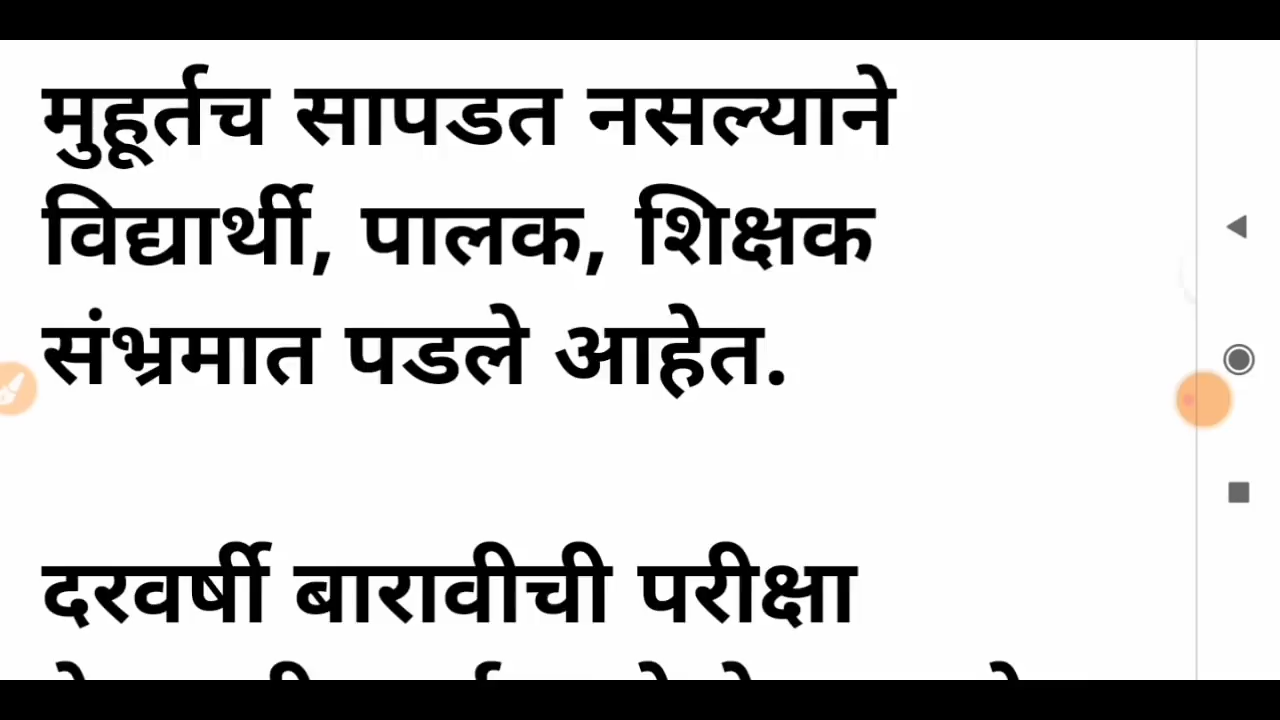 मुहूर्तच सापडत नसल्याने
विद्यार्थी, पालक, शिक्षक
संभ्रमात पडले आहेत.
दरवर्षी बारावीची परीक्षा